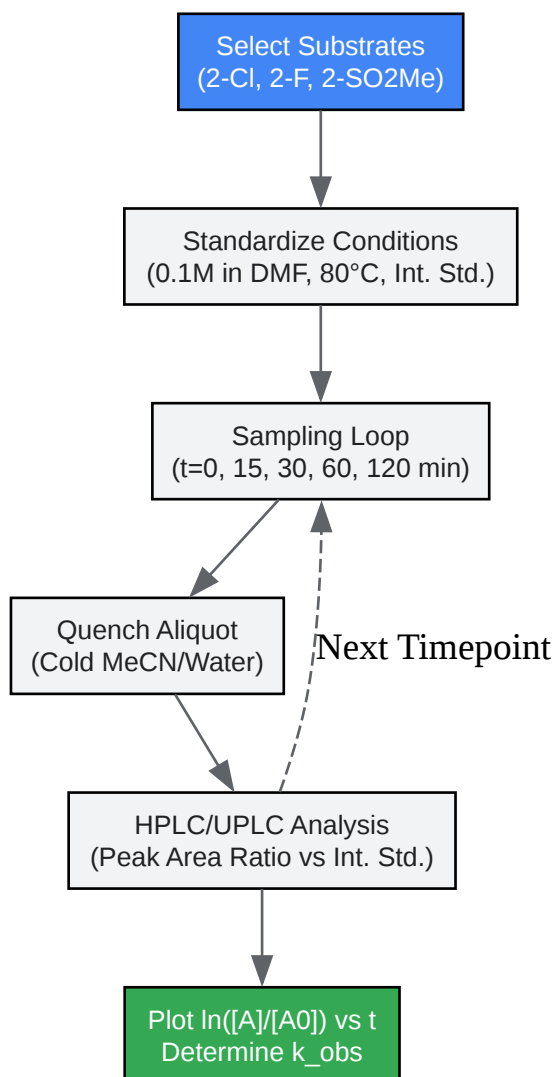 Select Substrates
(2-Cl, 2-F, 2-SO2Me)
Standardize Conditions
(0.1M in DMF, 80°C, Int. Std.)
Sampling Loop
(t=0, 15, 30, 60, 120 min)
Quench Aliquot
(Cold MeCN/Water)
Next Timepoint
HPLC/UPLC Analysis
(Peak Area Ratio vs Int. Std.)
Plot ln([A]/[A0]) vs t
Determine k_obs